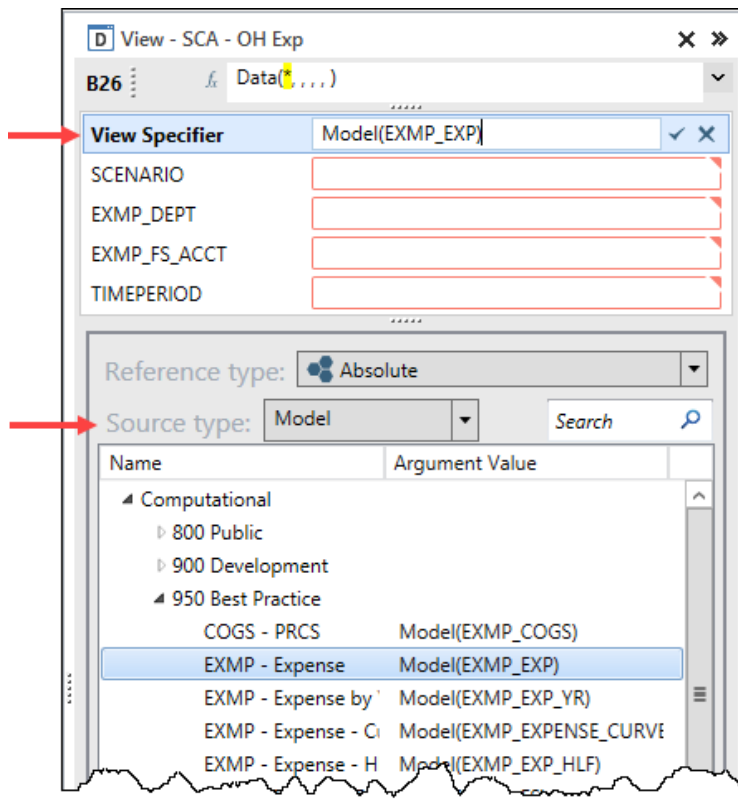 D View - SCA - OH Exp
B26 fx Data(*, , , , )
View Specifier Model(EXMP_EXP)
SCENARIO
EXMP_DEPT
EXMP_FS_ACCT
TIMEPERIOD
Reference type: Absolute
Source type: Model Search
Name Argument Value
Computational
800 Public
900 Development
950 Best Practice
COGS - PRCS Model(EXMP_COGS)
EXMP - Expense Model(EXMP_EXP)
EXMP - Expense by Model(EXMP_EXP_YR)
EXMP - Expense - Model(EXMP_EXPENSE_CURVE
EXMP - Expense - H Model(EXMP_EXP_HLF)